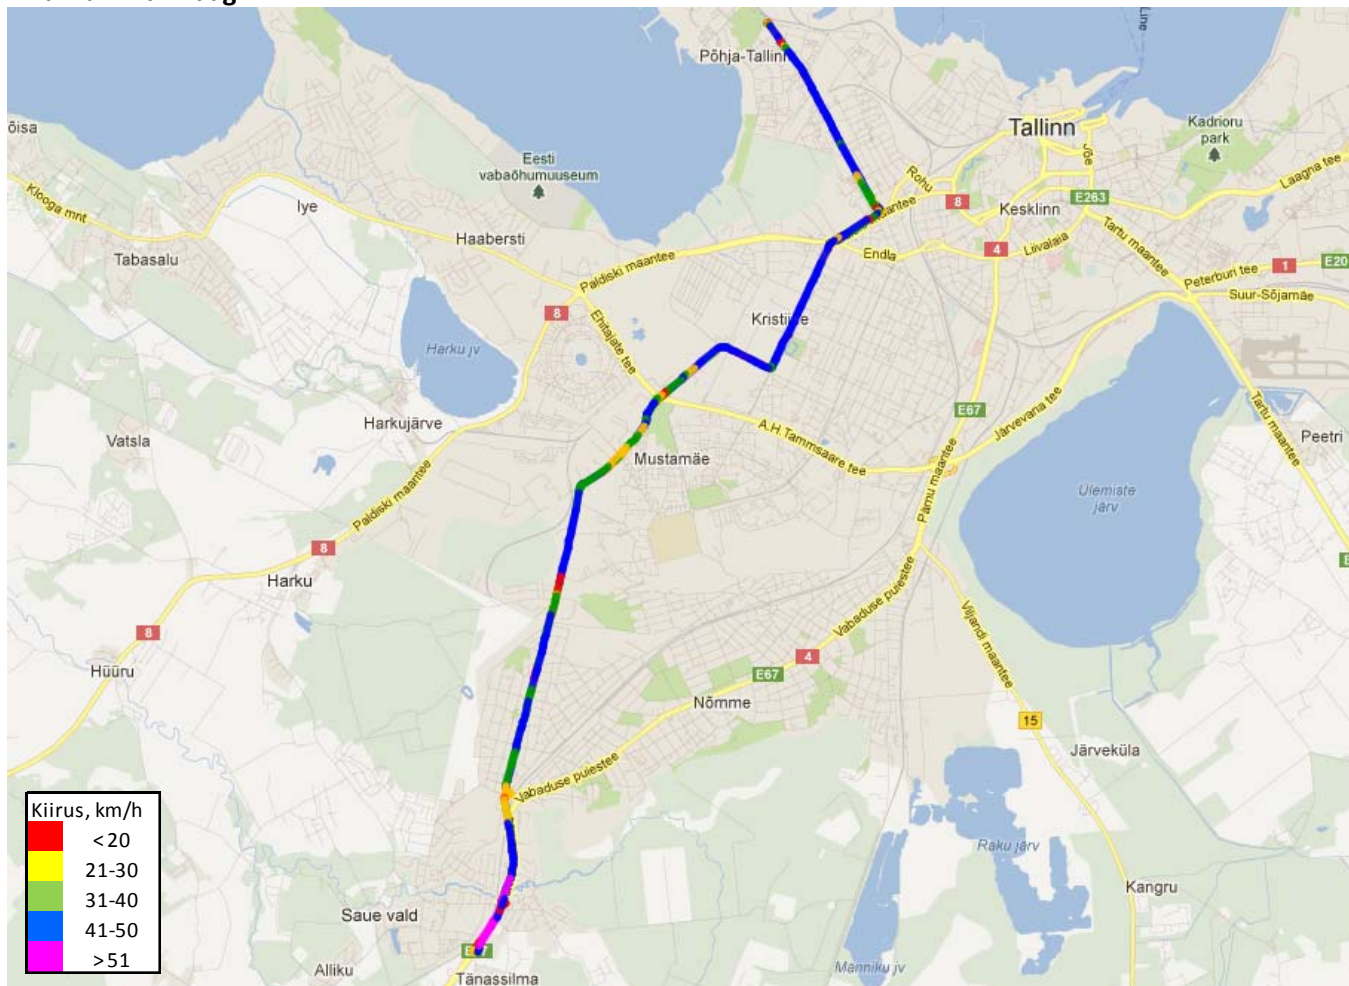 Line
Põhja-Tallinn
Tallinn
Kadrioru
park
õisa
Eesti
vabaõhumuuseum
Jõe
Laagna tee
Rohu
8
E263
Klooga mnt
Iye
Kesklinn
Haabersti
4
Liivalaia
Tartu maantee
Endla
Tabasalu
Paldiski maantee
1
E20
Peterburi tee
Suur-Sõjamäe
8
Kristiine
Ehitajate tee
Harku jv
E67
Järvevana tee
Tartu maantee
Harkujärve
A.H.Tammsaare tee
Vatsla
Peetri
Mustamäe
Pärnu maantee
Ülemiste
järv
Paldiski maantee
8
Harku
Vabaduse puiestee
Viljandi maantee
8
4
Hüüru
E67
Nõmme
15
Järveküla
Vabaduse puiestee
Kiirus, km/h
<20
21-30
31-40
41-50
>51
Raku järv
Kangru
Saue vald
Alliku
Tänassilma
Männiku jv